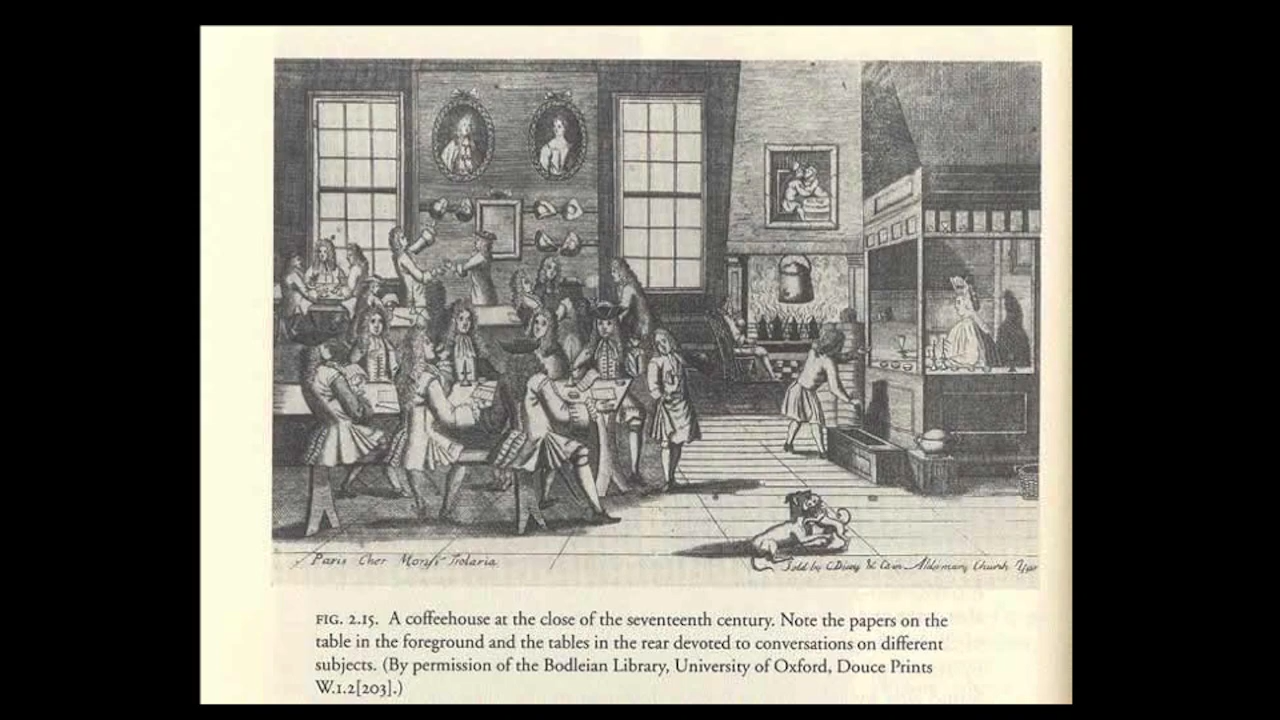 Paris Cher Monsr Trolaria
Sold by C Dicey & Co in Aldermary Church Yard
FIG. 2.15. A coffeehouse at the close of the seventeenth century. Note the papers on the
table in the foreground and the tables in the rear devoted to conversations on different
subjects. (By permission of the Bodleian Library, University of Oxford, Douce Prints
W.1.2[203].)